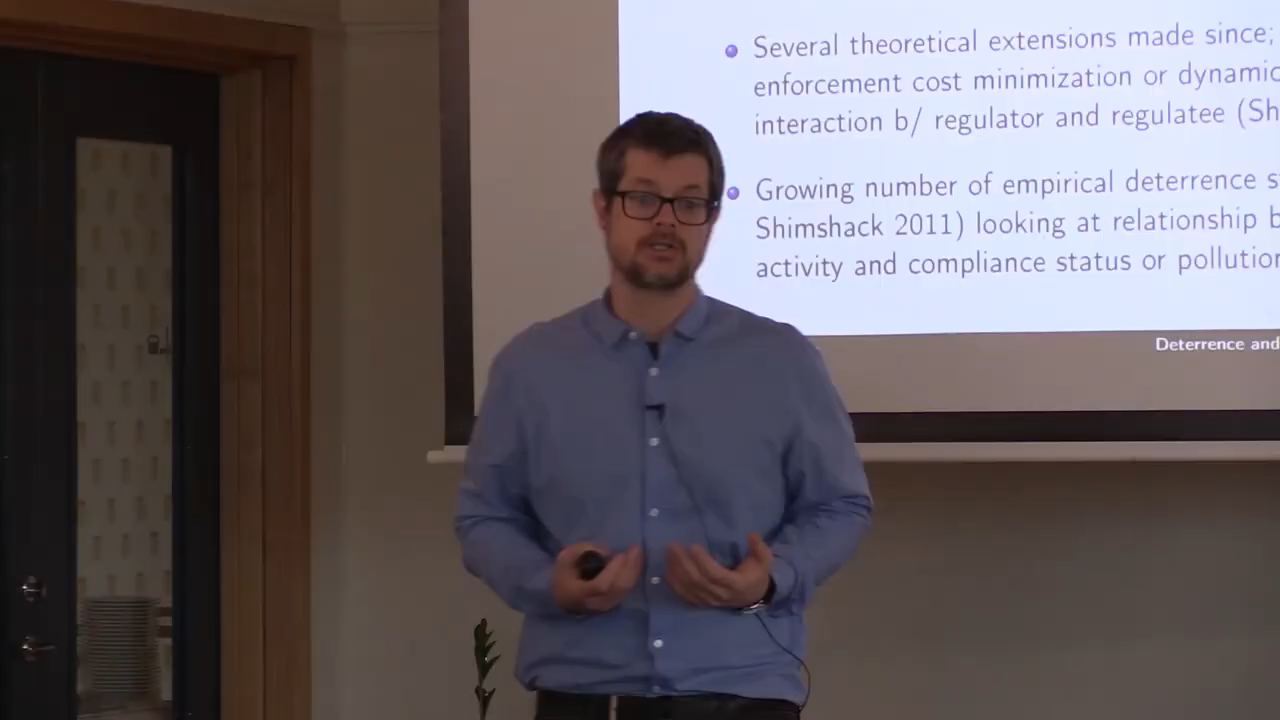 Several theoretical extensions made since;
enforcement cost minimization or dynamic
interaction b/ regulator and regulatee (Sh
Growing number of empirical deterrence s
Shimshack 2011) looking at relationship b
activity and compliance status or pollution
Deterrence and